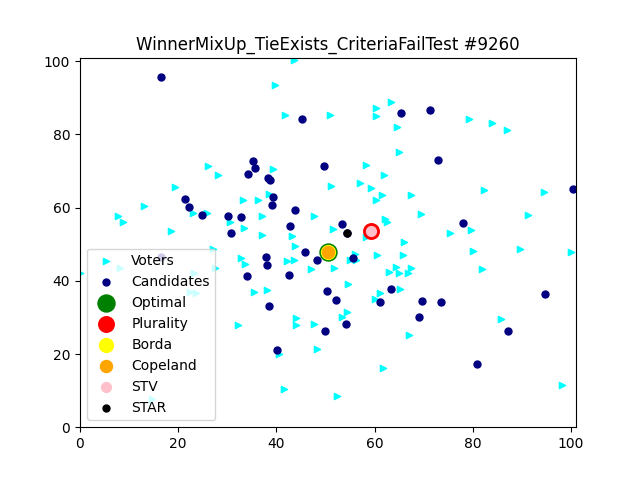 WinnerMixUp_TieExists_CriteriaFailTest #9260
100
80
60
40
20
0
0
20
40
60
80
100
Voters
Candidates
Optimal
Plurality
Borda
Copeland
STV
STAR